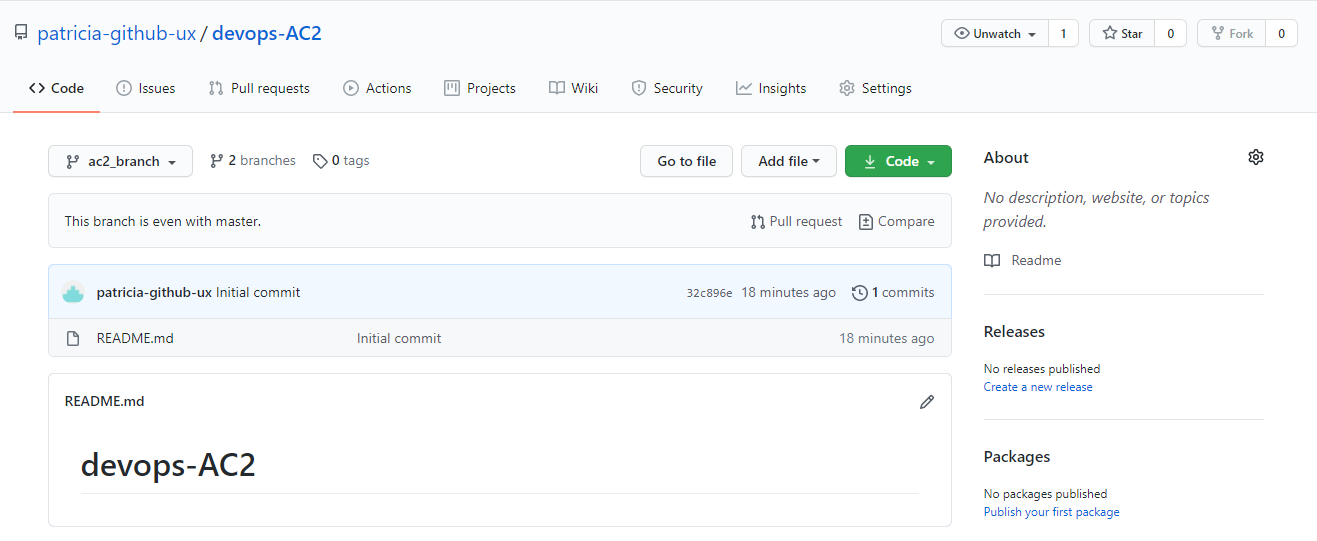 patricia-github-ux / devops-AC2
Unwatch 1 Star 0 Fork 0
Code Issues Pull requests Actions Projects Wiki Security Insights Settings
ac2_branch 2 branches 0 tags Go to file Add file Code
This branch is even with master. Pull request Compare
patricia-github-ux Initial commit 32c896e 18 minutes ago 1 commits
README.md Initial commit 18 minutes ago
README.md
devops-AC2
About
No description, website, or topics
provided.
Readme
Releases
No releases published
Create a new release
Packages
No packages published
Publish your first package